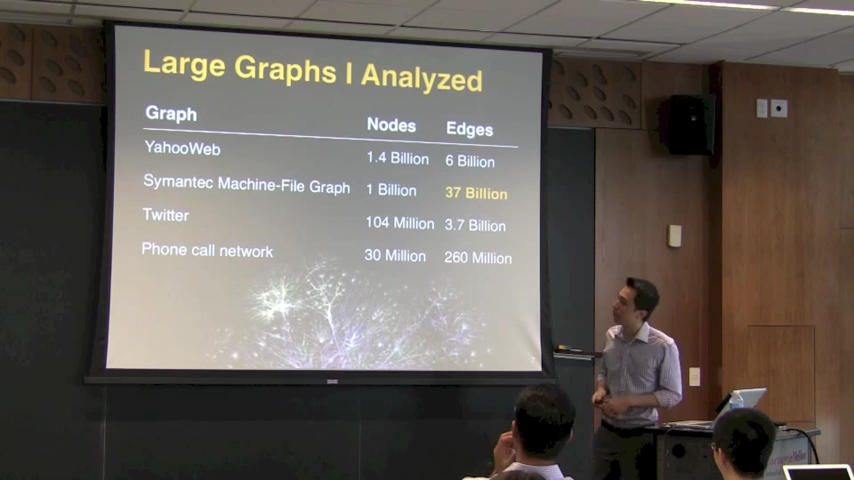 Large Graphs I Analyzed
Graph Nodes Edges
YahooWeb 1.4 Billion 6 Billion
Symantec Machine-File Graph 1 Billion 37 Billion
Twitter 104 Million 3.7 Billion
Phone call network 30 Million 260 Million